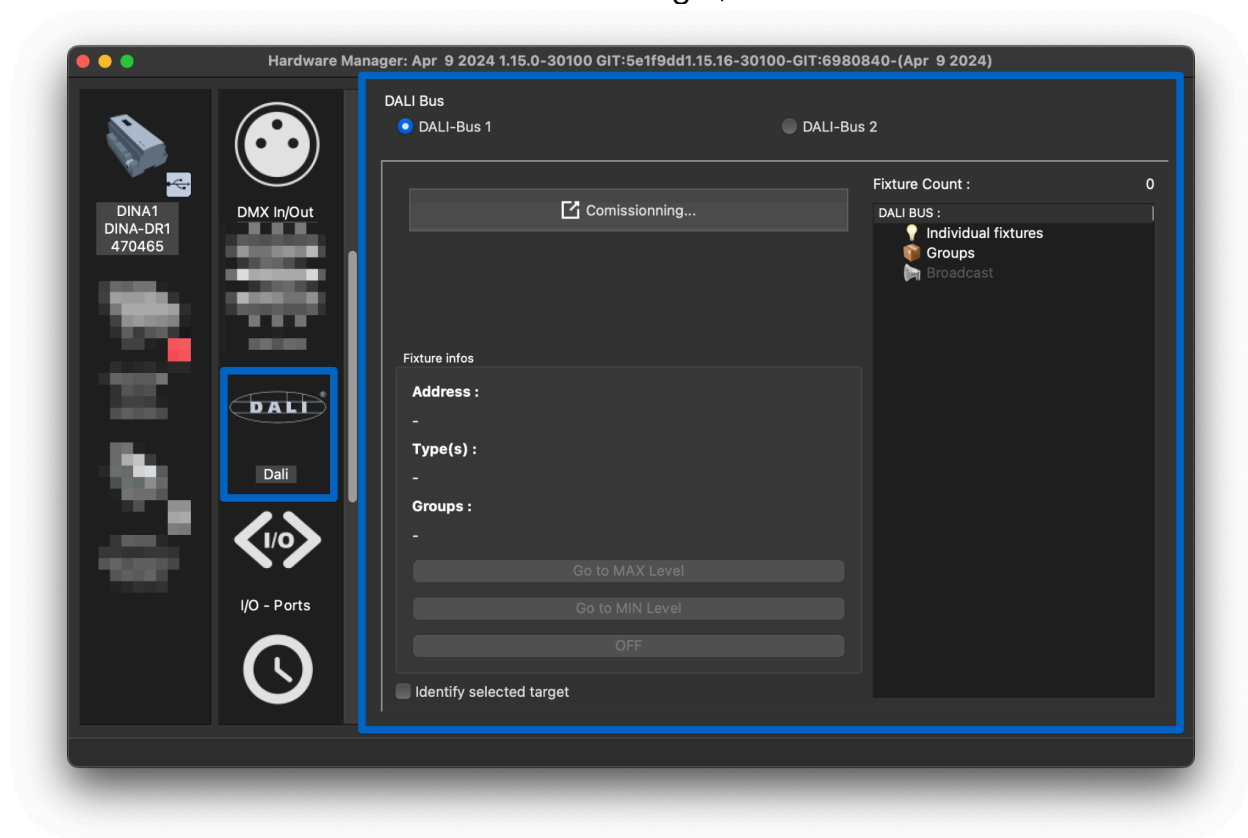 Hardware Manager: Apr 9 2024 1.15.0-30100 GIT:5e1f9dd1.15.16-30100-GIT:6980840-(Apr 9 2024)
DINA1
DINA-DR1
470465
DMX In/Out
DALI®
Dali
I/O
I/O - Ports
DALI Bus
DALI-Bus 1
DALI-Bus 2
Comissionning...
Fixture infos
Address :
-
Type(s) :
-
Groups :
-
Go to MAX Level
Go to MIN Level
OFF
Identify selected target
Fixture Count :
0
DALI BUS :
Individual fixtures
Groups
Broadcast